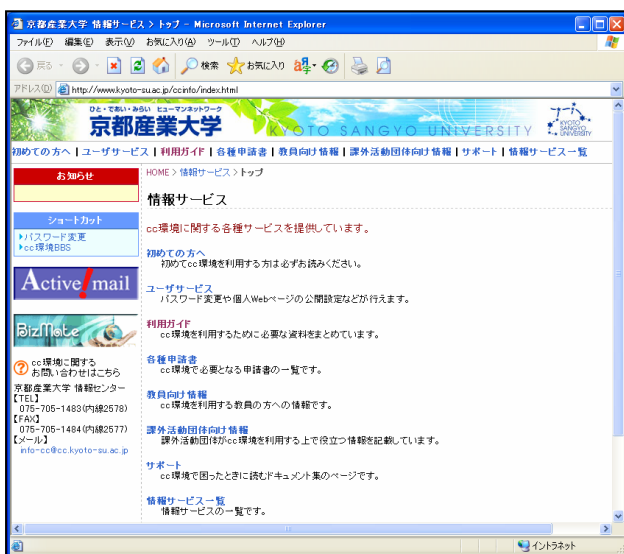 京都産業大学 情報サービス > トップ - Microsoft Internet Explorer
ファイル(F) 編集(E) 表示(V) お気に入り(A) ツール(T) ヘルプ(H)
戻る 検索 お気に入り
アドレス(D) http://www.kyoto-su.ac.jp/ccinfo/index.html
ひと・であい・みらい ヒューマンネットワーク
京都産業大学
KYOTO SANGYO UNIVERSITY
KYOTO
SANGYO
UNIVERSITY
初めての方へ | ユーザサービス | 利用ガイド | 各種申請書 | 教員向け情報 | 課外活動団体向け情報 | サポート | 情報サービス一覧
お知らせ
ショートカット
パスワード変更
cc環境BBS
Active!mail
BizMate
cc環境に関する
お問い合わせはこちら
京都産業大学 情報センター
【TEL】
075-705-1483(内線2578)
【FAX】
075-705-1484(内線2577)
【メール】
info-cc@cc.kyoto-su.ac.jp
HOME > 情報サービス > トップ
情報サービス
cc環境に関する各種サービスを提供しています。
初めての方へ
初めてcc環境を利用する方は必ずお読みください。
ユーザサービス
パスワード変更や個人Webページの公開設定などが行えます。
利用ガイド
cc環境を利用するために必要な資料をまとめています。
各種申請書
cc環境で必要となる申請書の一覧です。
教員向け情報
cc環境を利用する教員の方への情報です。
課外活動団体向け情報
課外活動団体がcc環境を利用する上で役立つ情報を記載しています。
サポート
cc環境で困ったときに読むドキュメント集のページです。
情報サービス一覧
情報サービスの一覧です。
イントラネット